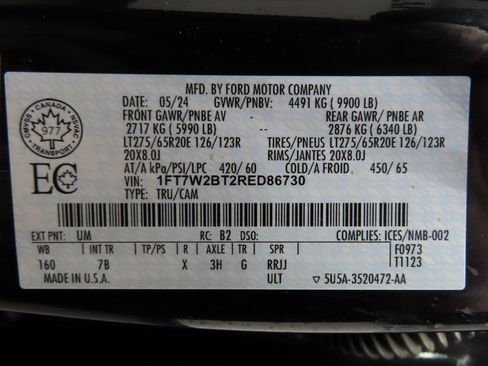 MFD. BY FORD MOTOR COMPANY
DATE: 05/24 GVWR/PNBV: 4491 KG ( 9900 LB)
FRONT GAWR/PNBE AV REAR GAWR/ PNBE AR
2717 KG ( 5990 LB) 2876 KG ( 6340 LB)
LT275/65R20E 126/123R TIRES/PNEUS LT275/65R20E 126/123R
20X8.0J RIMS/JANTES 20X8.0J
AT/A kPa/PSI/LPC 420/60 COLD/A FROID 450/65
VIN: 1FT7W2BT2RED86730
TYPE: TRU/CAM
CMVSS · CANADA · NSVAC
977
TRANSPORT
EC
EXT PNT: UM RC: B2 DSO: COMPLIES: ICES/NMB-002
WB INT TR TP/PS R AXLE TR SPR F0973
160 7B X 3H G RRJJ T1123
MADE IN U.S.A. ULT 5U5A-3520472-AA